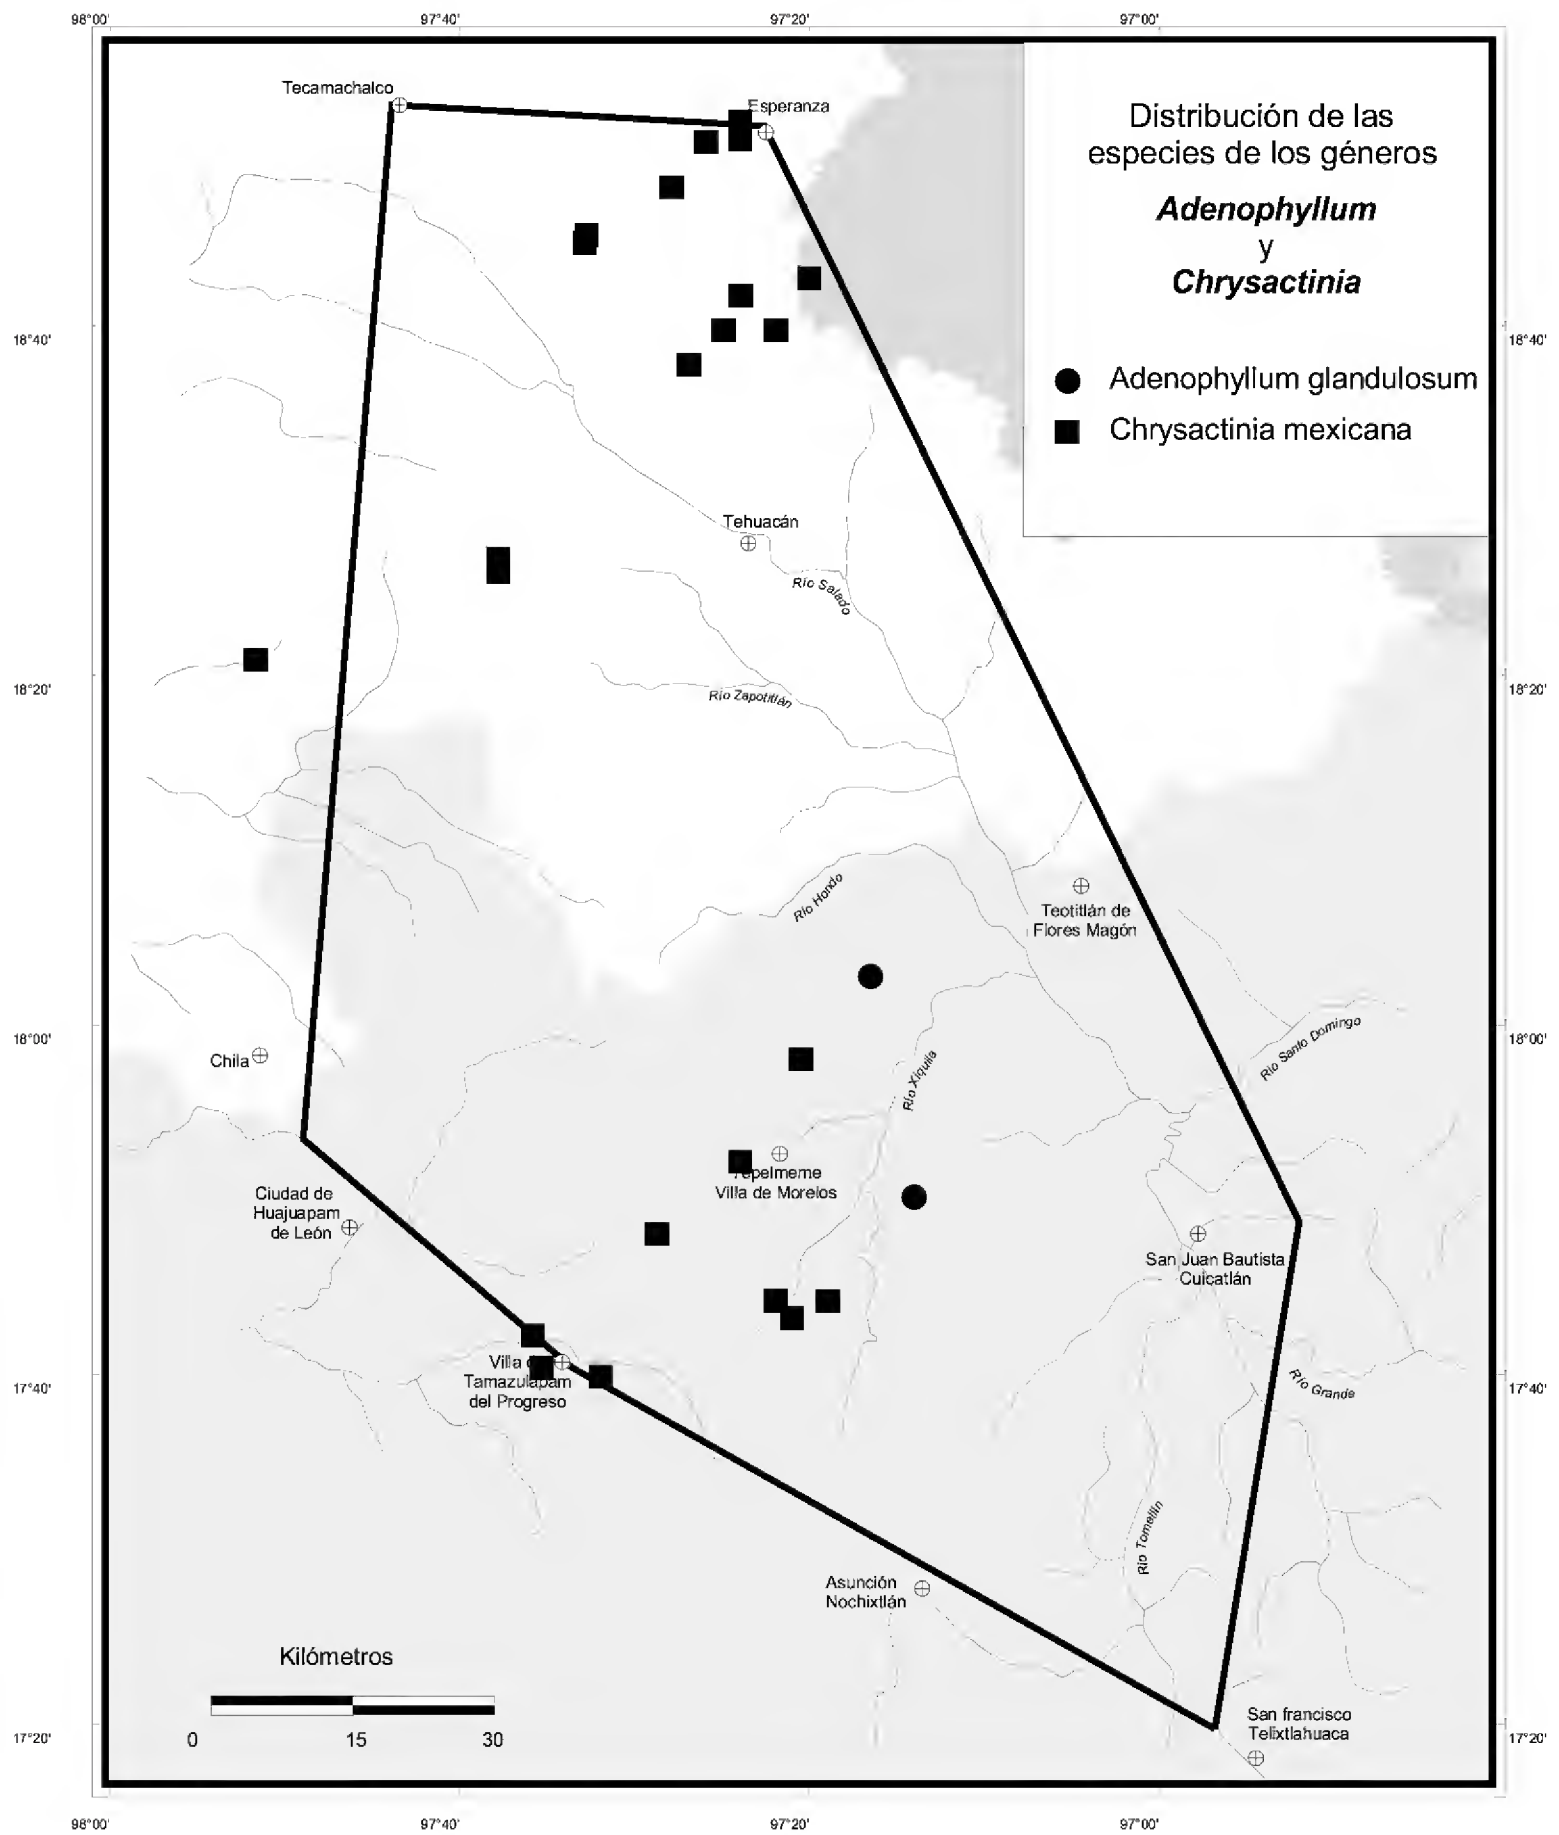 98°00'
97°40'
97°20'
97°00'
Tecamachalco
Esperanza
Distribución de las
especies de los géneros
Adenophyllum
y
Chrysactinia
Adenophyllum glandulosum
Chrysactinia mexicana
18°40'
18°40'
Tehuacán
Río Salado
18°20'
18°20'
Río Zapotitlán
Río Hondo
Teotitlán de
Flores Magón
18°00'
18°00'
Chila
Río Xiquila
Río Santo Domingo
Tepelmeme
Villa de Morelos
Ciudad de
Huajuapam
de León
San Juan Bautista
Cuicatlán
Villa
Tamazulapam
del Progreso
17°40'
17°40'
Río Grande
Río Tomellín
Asunción
Nochixtlán
Kilómetros
0
15
30
San francisco
Telixtlahuaca
17°20'
17°20'
98°00'
97°40'
97°20'
97°00'